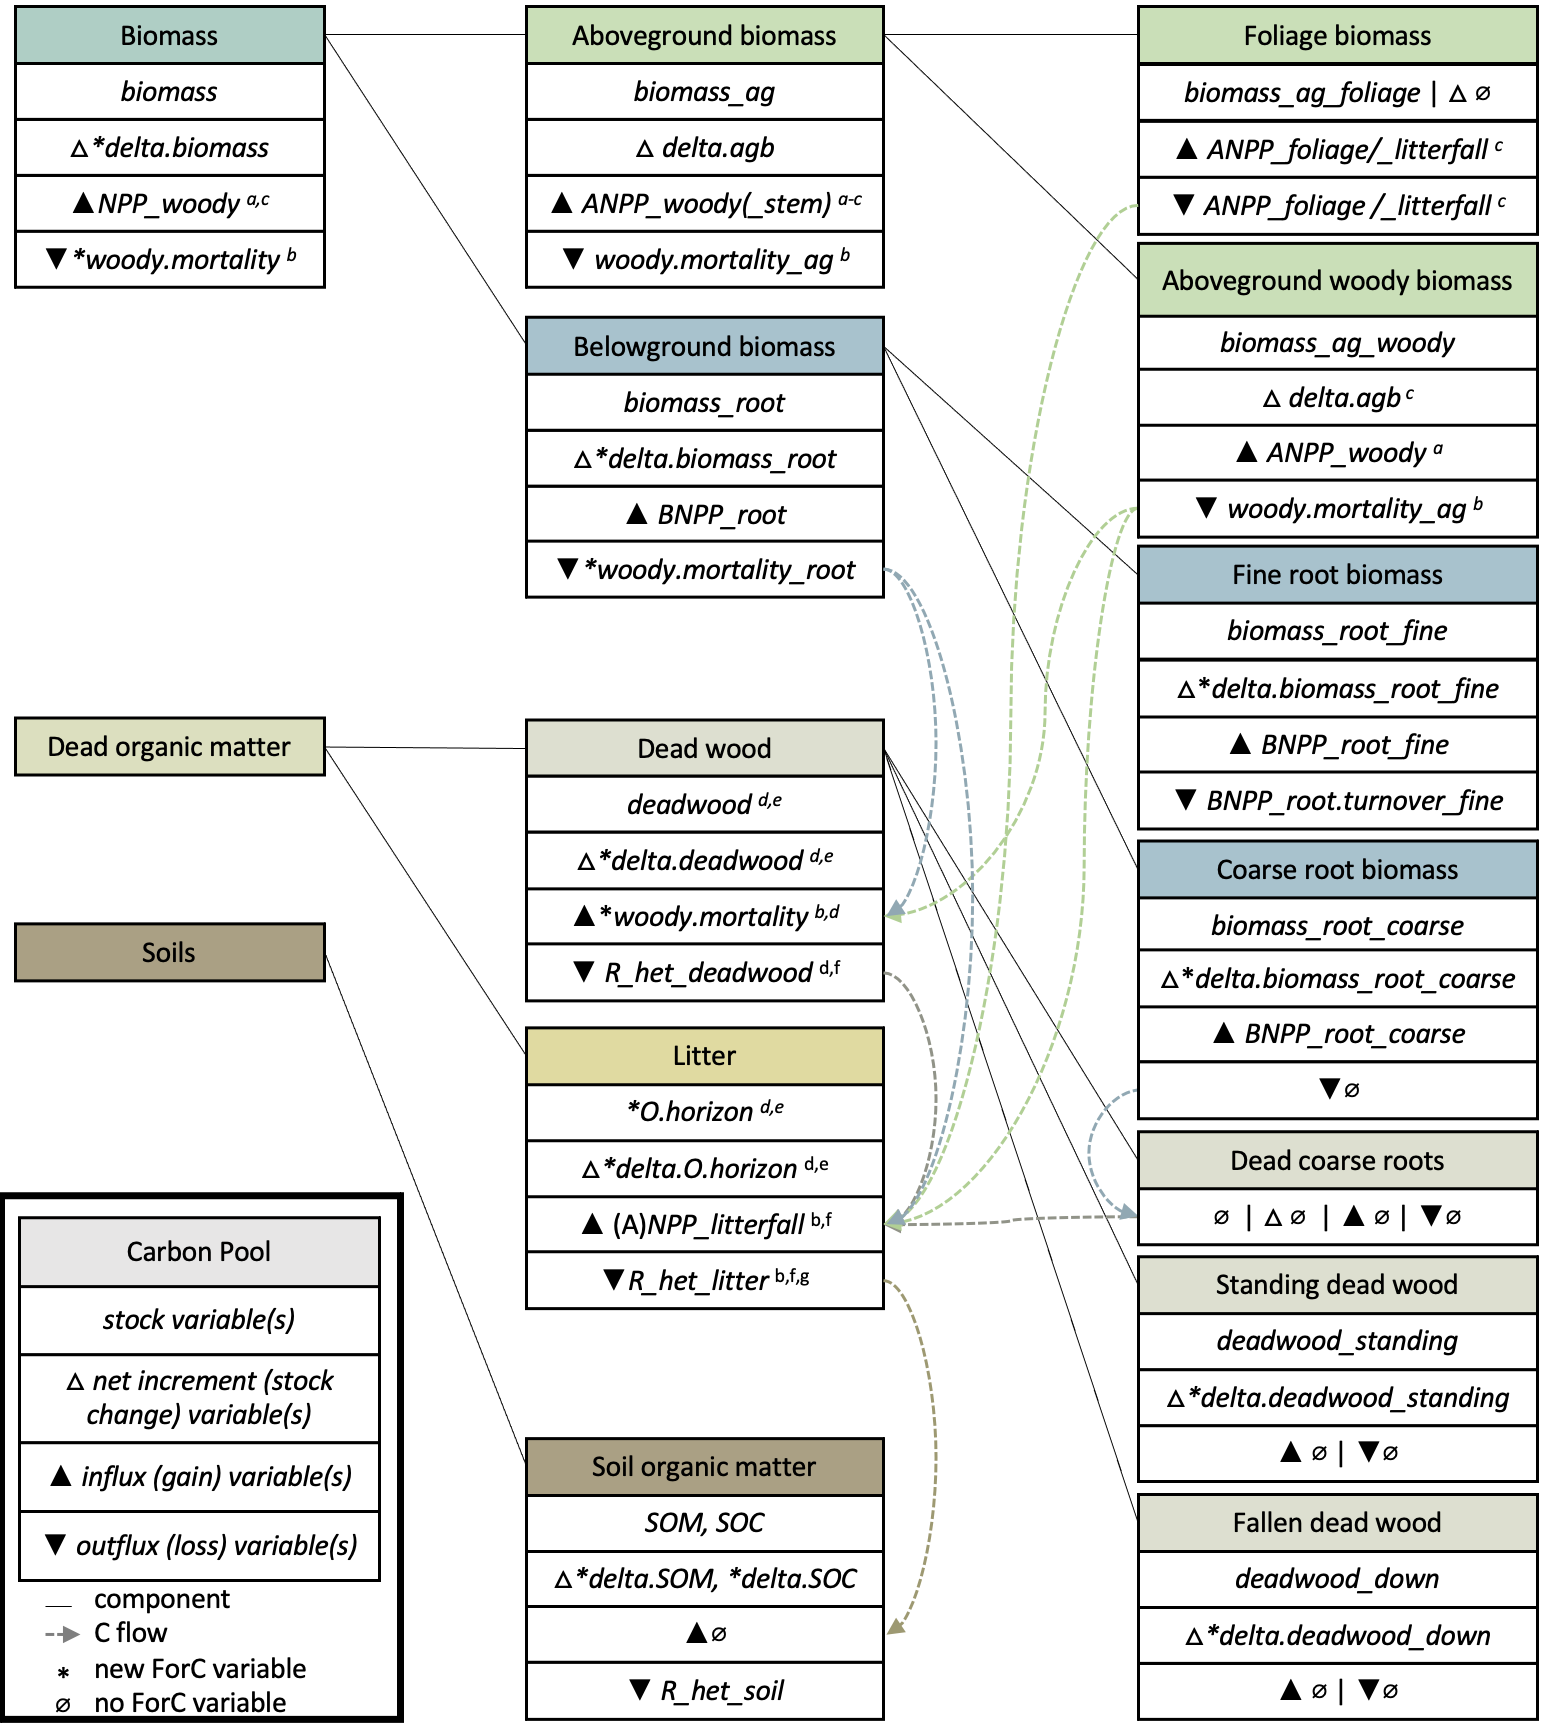 Biomass
biomass
△*delta.biomass
▲NPP_woody a,c
▼*woody.mortality b
Aboveground biomass
biomass_ag
△ delta.agb
▲ ANPP_woody(_stem) a-c
▼ woody.mortality_ag b
Belowground biomass
biomass_root
△*delta.biomass_root
▲ BNPP_root
▼*woody.mortality_root
Foliage biomass
biomass_ag_foliage | △ ∅
▲ ANPP_foliage/_litterfall c
▼ ANPP_foliage /_litterfall c
Aboveground woody biomass
biomass_ag_woody
△ delta.agb c
▲ ANPP_woody a
▼ woody.mortality_ag b
Fine root biomass
biomass_root_fine
△*delta.biomass_root_fine
▲ BNPP_root_fine
▼ BNPP_root.turnover_fine
Coarse root biomass
biomass_root_coarse
△*delta.biomass_root_coarse
▲ BNPP_root_coarse
▼∅
Dead organic matter
Dead wood
deadwood d,e
△*delta.deadwood d,e
▲*woody.mortality b,d
▼ R_het_deadwood d,f
Litter
*O.horizon d,e
△*delta.O.horizon d,e
▲ (A)NPP_litterfall b,f
▼R_het_litter b,f,g
Dead coarse roots
∅ | △ ∅ | ▲ ∅ | ▼∅
Standing dead wood
deadwood_standing
△*delta.deadwood_standing
▲ ∅ | ▼∅
Fallen dead wood
deadwood_down
△*delta.deadwood_down
▲ ∅ | ▼∅
Soils
Soil organic matter
SOM, SOC
△*delta.SOM, *delta.SOC
▲∅
▼ R_het_soil
Carbon Pool
stock variable(s)
△ net increment (stock
change) variable(s)
▲ influx (gain) variable(s)
▼ outflux (loss) variable(s)
component
C flow
* new ForC variable
∅ no ForC variable